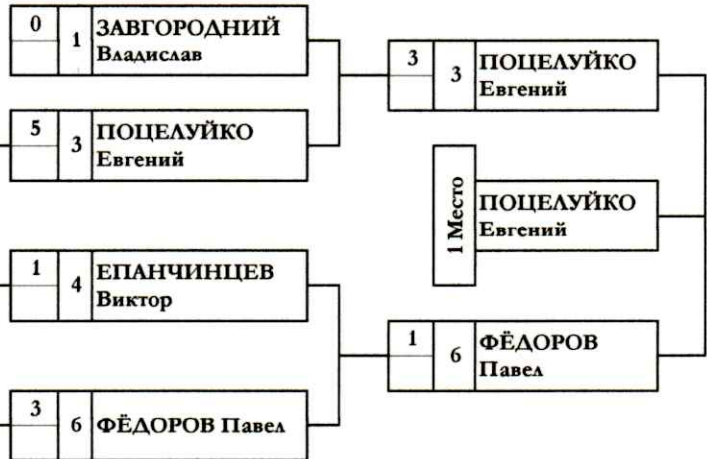 0 1 ЗАВГОРОДНИЙ
Владислав
5 3 ПОЦЕЛУЙКО
Евгений
1 4 ЕПАНЧИНЦЕВ
Виктор
3 6 ФЁДОРОВ Павел
3 3 ПОЦЕЛУЙКО
Евгений
1 Место
ПОЦЕЛУЙКО
Евгений
1 6 ФЁДОРОВ
Павел